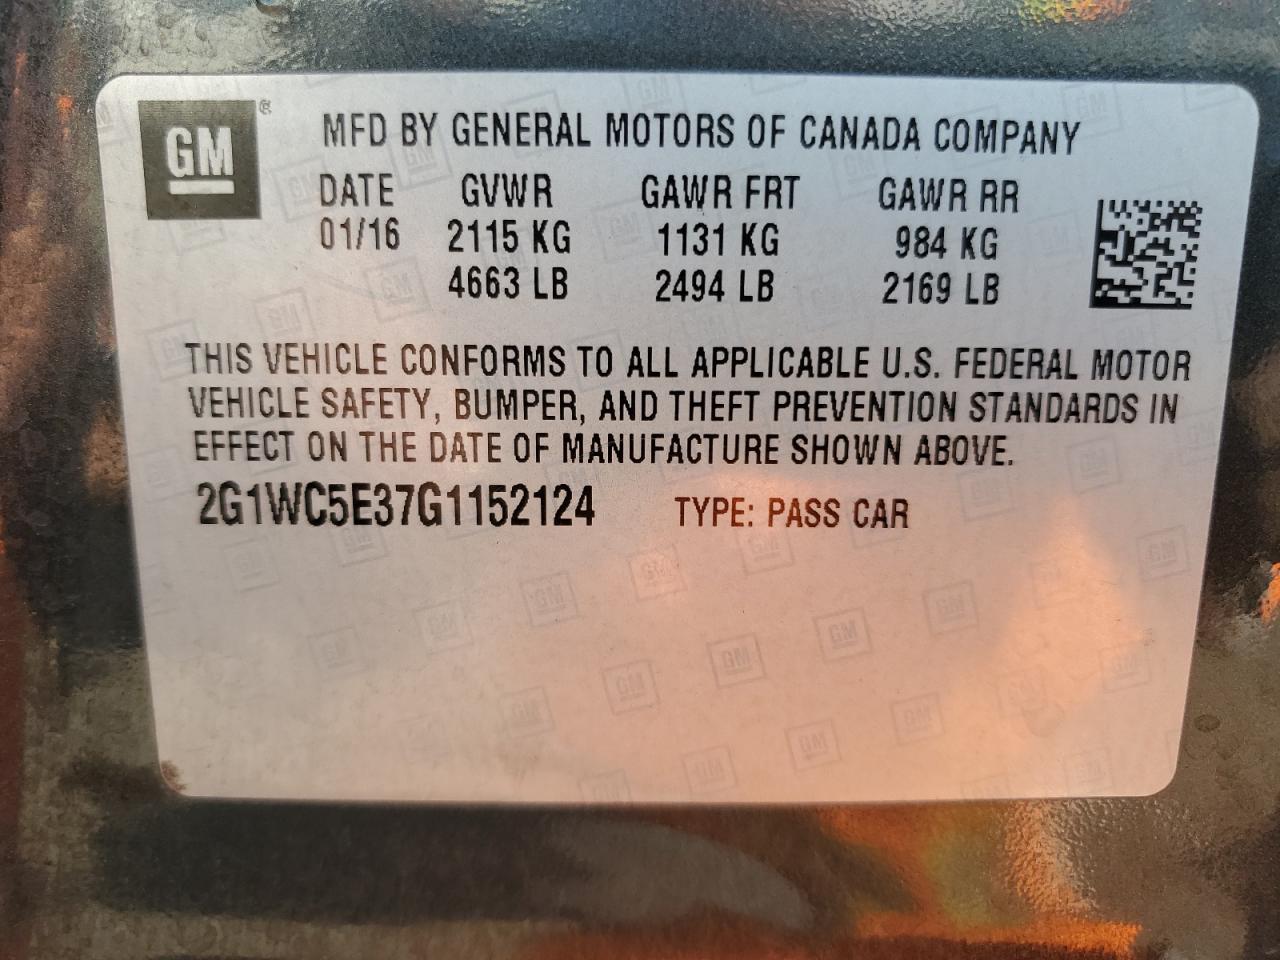 GM®
MFD BY GENERAL MOTORS OF CANADA COMPANY
DATE GVWR GAWR FRT GAWR RR
01/16 2115 KG 1131 KG 984 KG
4663 LB 2494 LB 2169 LB
THIS VEHICLE CONFORMS TO ALL APPLICABLE U.S. FEDERAL MOTOR
VEHICLE SAFETY, BUMPER, AND THEFT PREVENTION STANDARDS IN
EFFECT ON THE DATE OF MANUFACTURE SHOWN ABOVE.
2G1WC5E37G1152124 TYPE: PASS CAR